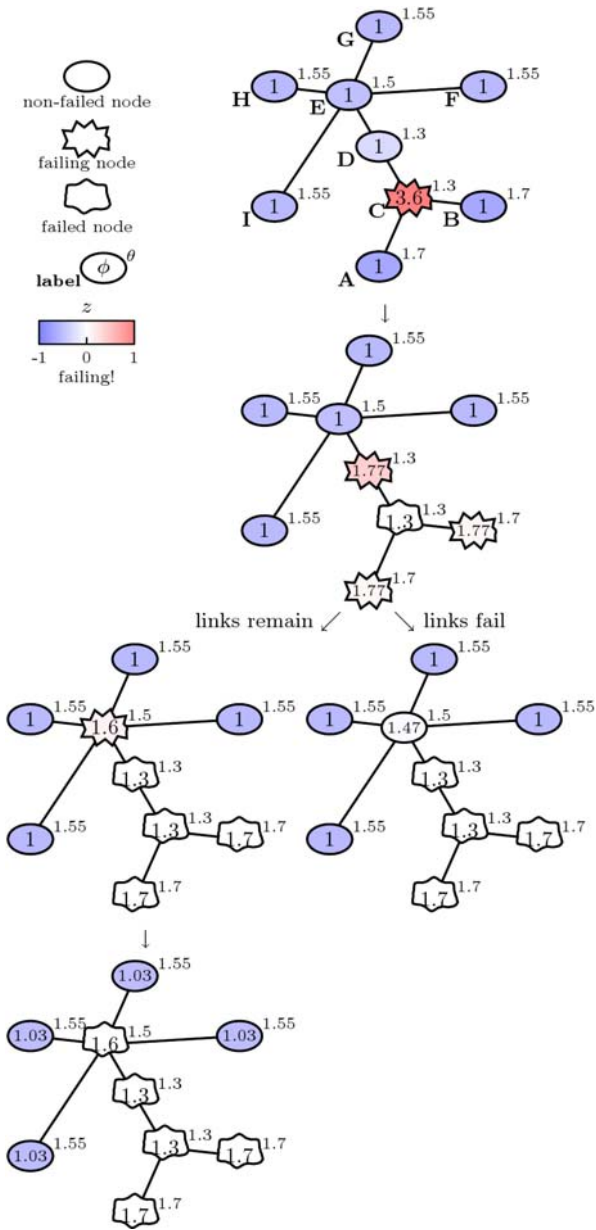 1.55
G 1
1.55 1.55
H 1 E 1 1.5 F 1
non-failed node
1.3
D 1
failing node
1.55 1.3 1.7
I 1 C 3.6 B 1
failed node
1.7
A 1
label ϕ θ
z
-1 0 1
failing!
↓
1.55
1
1.55 1.5 1.55
1 1 1
1.3
1.77
1.55 1.3 1.7
1 1.3 1.77
1.7
1.77
links remain ↙ ↘ links fail
1.55 1.55
1 1
1.55 1.5 1.55 1.55 1.5 1.55
1 1.6 1 1 1.47 1
1.3 1.3
1.3 1.3
1.55 1.3 1.7 1.55 1.3 1.7
1 1.3 1.7 1 1.3 1.7
1.7 1.7
1.7 1.7
↓
1.55
1.03
1.55 1.5 1.55
1.03 1.6 1.03
1.3
1.3
1.55 1.3 1.7
1.03 1.3 1.7
1.7
1.7